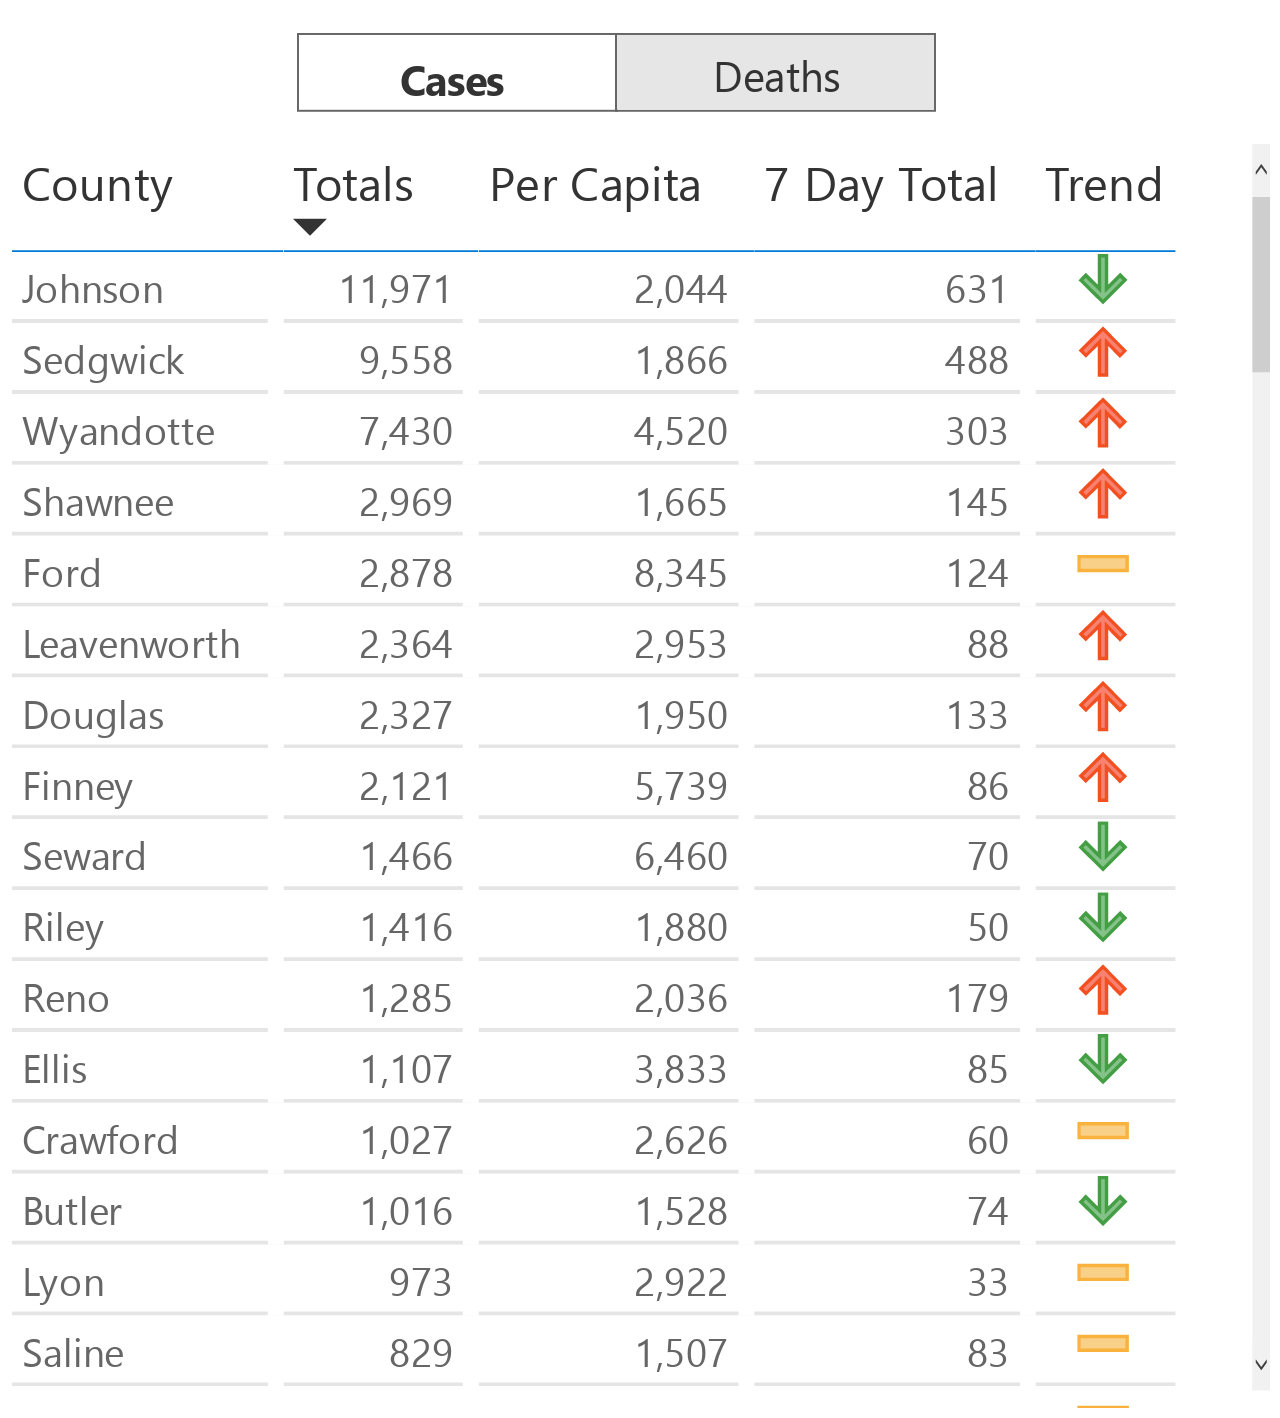 Cases Deaths
County Totals Per Capita 7 Day Total Trend
Johnson 11,971 2,044 631
Sedgwick 9,558 1,866 488
Wyandotte 7,430 4,520 303
Shawnee 2,969 1,665 145
Ford 2,878 8,345 124
Leavenworth 2,364 2,953 88
Douglas 2,327 1,950 133
Finney 2,121 5,739 86
Seward 1,466 6,460 70
Riley 1,416 1,880 50
Reno 1,285 2,036 179
Ellis 1,107 3,833 85
Crawford 1,027 2,626 60
Butler 1,016 1,528 74
Lyon 973 2,922 33
Saline 829 1,507 83